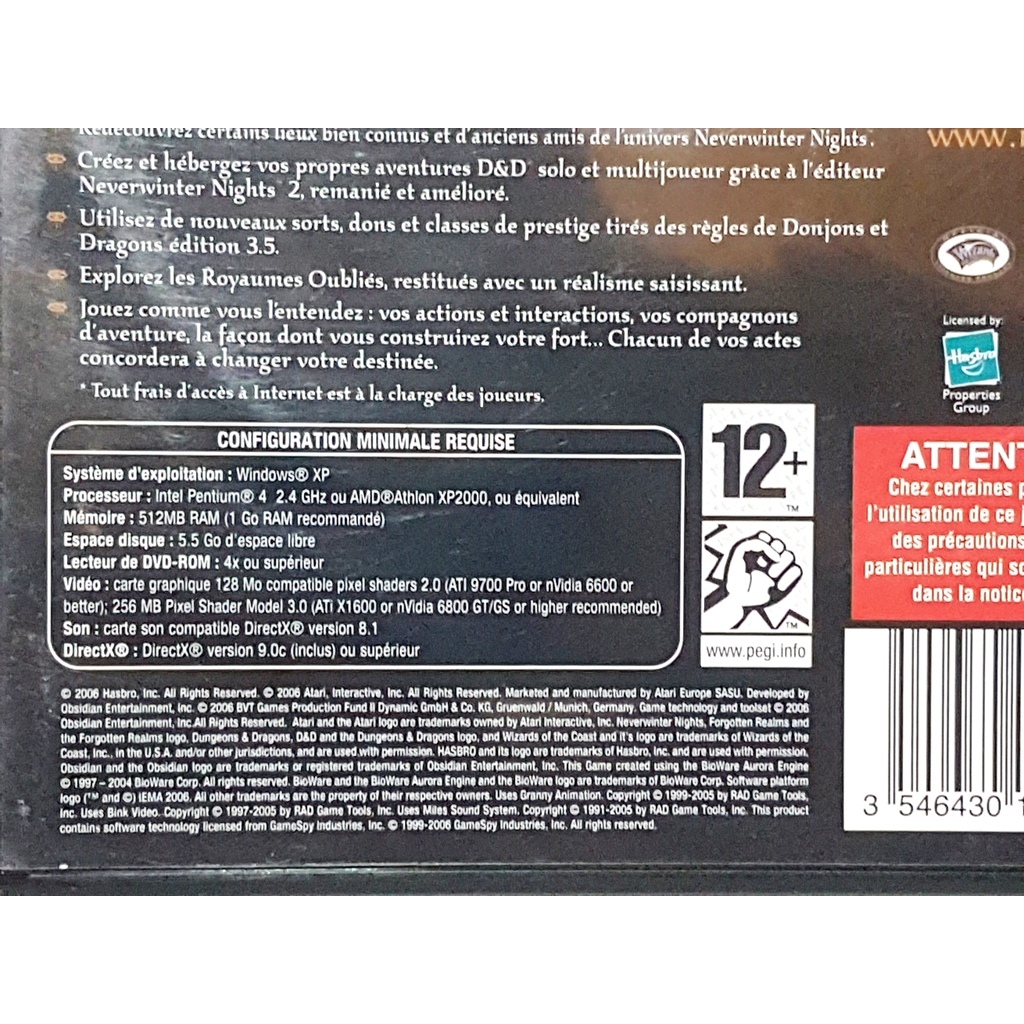 Redécouvrez certains lieux bien connus et d'anciens amis de l'univers Neverwinter Nights.
Créez et hébergez vos propres aventures D&D solo et multijoueur grâce à l'éditeur
Neverwinter Nights 2, remanié et amélioré.
Utilisez de nouveaux sorts, dons et classes de prestige tirés des règles de Donjons et
Dragons édition 3.5.
Explorez les Royaumes Oubliés, restitués avec un réalisme saisissant.
Jouez comme vous l'entendez : vos actions et interactions, vos compagnons
d'aventure, la façon dont vous construirez votre fort... Chacun de vos actes
concordera à changer votre destinée.
* Tout frais d'accès à Internet est à la charge des joueurs.
CONFIGURATION MINIMALE REQUISE
Système d'exploitation : Windows® XP
Processeur : Intel Pentium® 4 2.4 GHz ou AMD®Athlon XP2000, ou équivalent
Mémoire : 512MB RAM (1 Go RAM recommandé)
Espace disque : 5.5 Go d'espace libre
Lecteur de DVD-ROM : 4x ou supérieur
Vidéo : carte graphique 128 Mo compatible pixel shaders 2.0 (ATI 9700 Pro or nVidia 6600 or
better); 256 MB Pixel Shader Model 3.0 (ATi X1600 or nVidia 6800 GT/GS or higher recommended)
Son : carte son compatible DirectX® version 8.1
DirectX® : DirectX® version 9.0c (inclus) ou supérieur
© 2006 Hasbro, Inc. All Rights Reserved. © 2006 Atari, Interactive, Inc. All Rights Reserved. Marketed and manufactured by Atari Europe SASU. Developed by
Obsidian Entertainment, Inc. © 2006 BVT Games Production Fund II Dynamic GmbH & Co. KG, Gruenwald / Munich, Germany. Game technology and toolset © 2006
Obsidian Entertainment, Inc.All Rights Reserved. Atari and the Atari logo are trademarks owned by Atari Interactive, Inc. Neverwinter Nights, Forgotten Realms and
the Forgotten Realms logo, Dungeons & Dragons, D&D and the Dungeons & Dragons logo, and Wizards of the Coast and it's logo are trademarks of Wizards of the
Coast, Inc., in the U.S.A. and/or other jurisdictions, and are used with permission. HASBRO and its logo are trademarks of Hasbro, Inc. and are used with permission.
Obsidian and the Obsidian logo are trademarks or registered trademarks of Obsidian Entertainment, Inc. This Game created using the BioWare Aurora Engine
© 1997 – 2004 BioWare Corp. All rights reserved. BioWare and the BioWare Aurora Engine and the BioWare logo are trademarks of BioWare Corp. Software platform
logo (™ and ©) IEMA 2006. All other trademarks are the property of their respective owners. Uses Granny Animation. Copyright © 1999-2005 by RAD Game Tools,
Inc. Uses Bink Video. Copyright © 1997-2005 by RAD Game Tools, Inc. Uses Miles Sound System. Copyright © 1991-2005 by RAD Game Tools, Inc. This product
contains software technology licensed from GameSpy Industries, Inc. © 1999-2006 GameSpy Industries, Inc. All rights reserved.
12+
™
™
www.pegi.info
www.
Licensed by:
Hasbro
Properties
Group
ATTENT
Chez certaines p
l'utilisation de ce j
des précautions
particulières qui so
dans la notice
3 546430 1